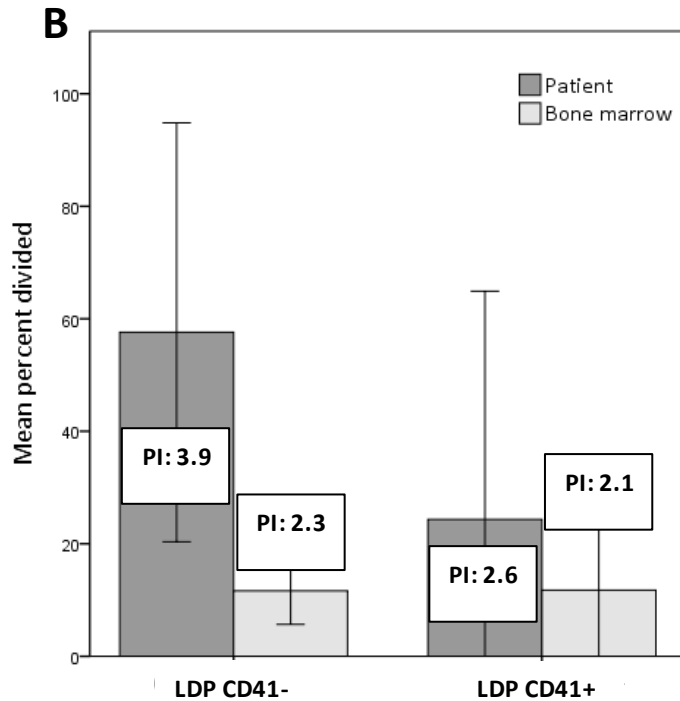 B
Patient
Bone marrow
Mean percent divided
100
80
60
40
20
0
PI: 3.9
PI: 2.3
PI: 2.6
PI: 2.1
LDP CD41-
LDP CD41+